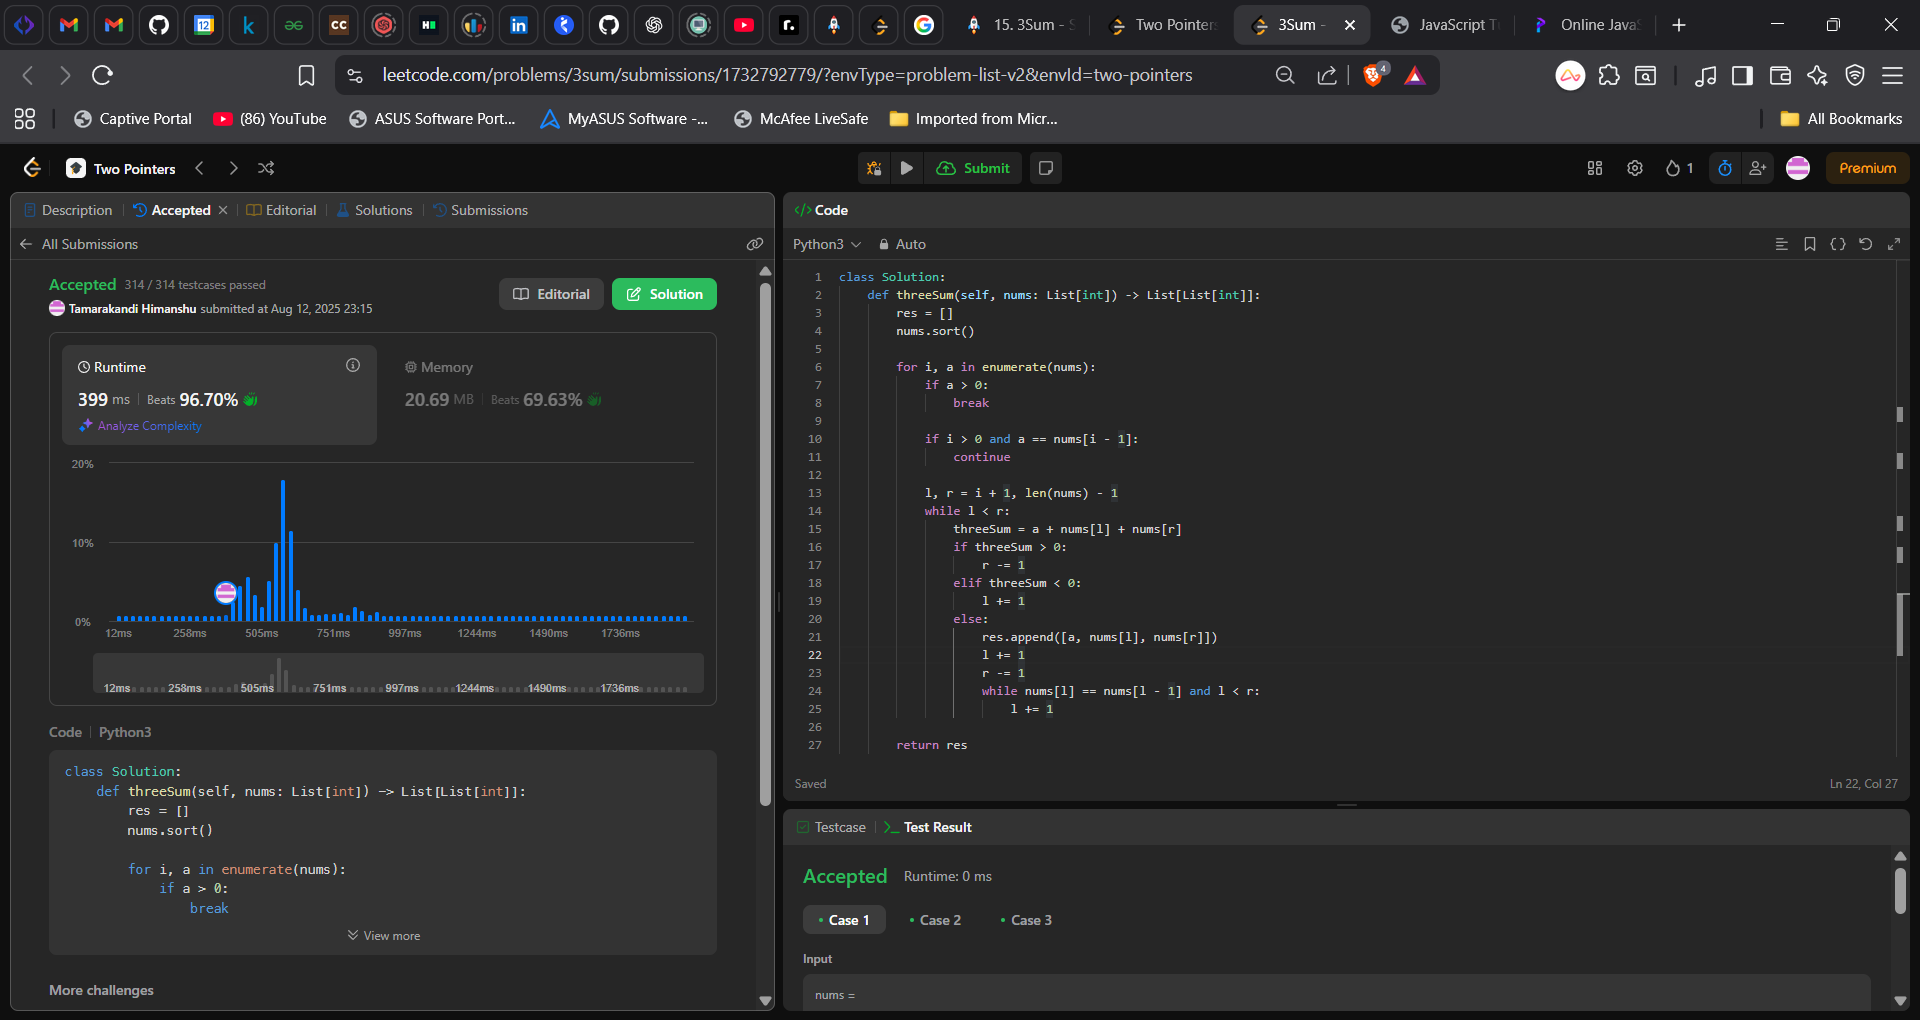 15. 3Sum - S
Two Pointers
3Sum -
JavaScript T
Online Javas
leetcode.com/problems/3sum/submissions/1732792779/?envType=problem-list-v2&envId=two-pointers
4
Captive Portal
(86) YouTube
ASUS Software Port...
MyASUS Software -...
McAfee LiveSafe
Imported from Micr...
All Bookmarks
Two Pointers
Submit
1
Premium
Description
Accepted
Editorial
Solutions
Submissions
All Submissions
Accepted 314 / 314 testcases passed
Tamarakandi Himanshu submitted at Aug 12, 2025 23:15
Editorial
Solution
Runtime
399 ms | Beats 96.70%
Analyze Complexity
Memory
20.69 MB | Beats 69.63%
20%
10%
0%
12ms 258ms 505ms 751ms 997ms 1244ms 1490ms 1736ms
12ms 258ms 505ms 751ms 997ms 1244ms 1490ms 1736ms
Code | Python3
class Solution:
    def threeSum(self, nums: List[int]) -> List[List[int]]:
        res = []
        nums.sort()
        for i, a in enumerate(nums):
            if a > 0:
                break
View more
More challenges
</> Code
Python3
Auto
1 class Solution:
2     def threeSum(self, nums: List[int]) -> List[List[int]]:
3         res = []
4         nums.sort()
5
6         for i, a in enumerate(nums):
7             if a > 0:
8                 break
9
10             if i > 0 and a == nums[i - 1]:
11                 continue
12
13             l, r = i + 1, len(nums) - 1
14             while l < r:
15                 threeSum = a + nums[l] + nums[r]
16                 if threeSum > 0:
17                     r -= 1
18                 elif threeSum < 0:
19                     l += 1
20                 else:
21                     res.append([a, nums[l], nums[r]])
22                     l += 1
23                     r -= 1
24                     while nums[l] == nums[l - 1] and l < r:
25                         l += 1
26
27         return res
Saved
Ln 22, Col 27
Testcase
Test Result
Accepted Runtime: 0 ms
Case 1
Case 2
Case 3
Input
nums =